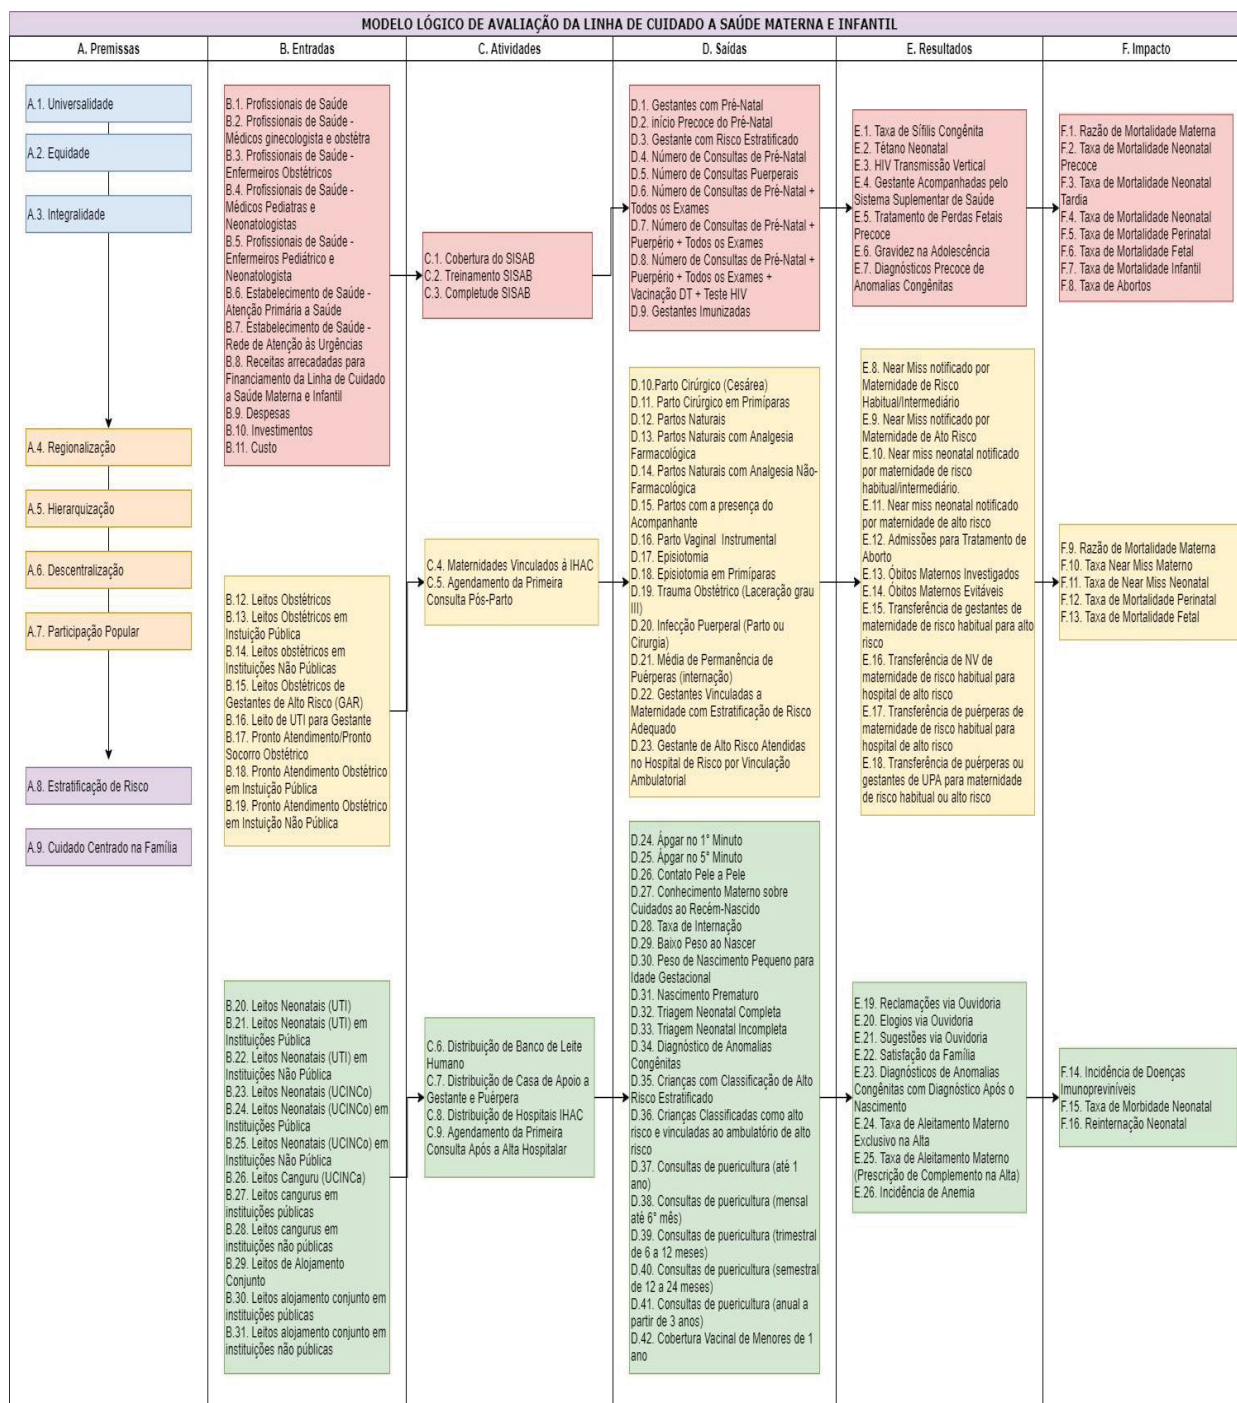 MODELO LÓGICO DE AVALIAÇÃO DA LINHA DE CUIDADO A SAÚDE MATERNA E INFANTIL
A. Premissas
B. Entradas
C. Atividades
D. Saídas
E. Resultados
F. Impacto
A.1. Universalidade
A.2. Equidade
A.3. Integralidade
A.4. Regionalização
A.5. Hierarquização
A.6. Descentralização
A.7. Participação Popular
A.8. Estratificação de Risco
A.9. Cuidado Centrado na Família
B.1. Profissionais de Saúde
B.2. Profissionais de Saúde -
Médicos ginecologista e obstétra
B.3. Profissionais de Saúde -
Enfermeiros Obstétricos
B.4. Profissionais de Saúde -
Médicos Pediatras e
Neonatologistas
B.5. Profissionais de Saúde -
Enfermeiros Pediátrico e
Neonatologista
B.6. Estabelecimento de Saúde -
Atenção Primária a Saúde
B.7. Estabelecimento de Saúde -
Rede de Atenção às Urgências
B.8. Receitas arrecadadas para
Financiamento da Linha de Cuidado
a Saúde Materna e Infantil
B.9. Despesas
B.10. Investimentos
B.11. Custo
C.1. Cobertura do SISAB
C.2. Treinamento SISAB
C.3. Completude SISAB
D.1. Gestantes com Pré-Natal
D.2. início Precoce do Pré-Natal
D.3. Gestante com Risco Estratificado
D.4. Número de Consultas de Pré-Natal
D.5. Número de Consultas Puerperais
D.6. Número de Consultas de Pré-Natal +
Todos os Exames
D.7. Número de Consultas de Pré-Natal +
Puerpério + Todos os Exames
D.8. Número de Consultas de Pré-Natal +
Puerpério + Todos os Exames +
Vacinação DT + Teste HIV
D.9. Gestantes Imunizadas
E.1. Taxa de Sífilis Congênita
E.2. Tétano Neonatal
E.3. HIV Transmissão Vertical
E.4. Gestante Acompanhadas pelo
Sistema Suplementar de Saúde
E.5. Tratamento de Perdas Fetais
Precoce
E.6. Gravidez na Adolescência
E.7. Diagnósticos Precoce de
Anomalias Congênitas
F.1. Razão de Mortalidade Materna
F.2. Taxa de Mortalidade Neonatal
Precoce
F.3. Taxa de Mortalidade Neonatal
Tardia
F.4. Taxa de Mortalidade Neonatal
F.5. Taxa de Mortalidade Perinatal
F.6. Taxa de Mortalidade Fetal
F.7. Taxa de Mortalidade Infantil
F.8. Taxa de Abortos
B.12. Leitos Obstétricos
B.13. Leitos Obstétricos em
Instuição Pública
B.14. Leitos obstétricos em
Instituições Não Públicas
B.15. Leitos Obstétricos de
Gestantes de Alto Risco (GAR)
B.16. Leito de UTI para Gestante
B.17. Pronto Atendimento/Pronto
Socorro Obstétrico
B.18. Pronto Atendimento Obstétrico
em Instuição Pública
B.19. Pronto Atendimento Obstétrico
em Instuição Não Pública
C.4. Maternidades Vinculados à IHAC
C.5. Agendamento da Primeira
Consulta Pós-Parto
D.10.Parto Cirúrgico (Cesárea)
D.11. Parto Cirúrgico em Primíparas
D.12. Partos Naturais
D.13. Partos Naturais com Analgesia
Farmacológica
D.14. Partos Naturais com Analgesia Não-
Farmacológica
D.15. Partos com a presença do
Acompanhante
D.16. Parto Vaginal Instrumental
D.17. Episiotomia
D.18. Episiotomia em Primíparas
D.19. Trauma Obstétrico (Laceração grau
III)
D.20. Infecção Puerperal (Parto ou
Cirurgia)
D.21. Média de Permanência de
Puérperas (internação)
D.22. Gestantes Vinculadas a
Maternidade com Estratificação de Risco
Adequado
D.23. Gestante de Alto Risco Atendidas
no Hospital de Risco por Vinculação
Ambulatorial
E.8. Near Miss notificado por
Maternidade de Risco
Habitual/Intermediário
E.9. Near Miss notificado por
Maternidade de Ato Risco
E.10. Near miss neonatal notificado
por maternidade de risco
habitual/intermediário.
E.11. Near miss neonatal notificado
por maternidade de alto risco
E.12. Admissões para Tratamento de
Aborto
E.13. Óbitos Maternos Investigados
E.14. Óbitos Maternos Evitáveis
E.15. Transferência de gestantes de
maternidade de risco habitual para alto
risco
E.16. Transferência de NV de
maternidade de risco habitual para
hospital de alto risco
E.17. Transferência de puérperas de
maternidade de risco habitual para
hospital de alto risco
E.18. Transferência de puérperas ou
gestantes de UPA para maternidade
de risco habitual ou alto risco
F.9. Razão de Mortalidade Materna
F.10. Taxa Near Miss Materno
F.11. Taxa de Near Miss Neonatal
F.12. Taxa de Mortalidade Perinatal
F.13. Taxa de Mortalidade Fetal
B.20. Leitos Neonatais (UTI)
B.21. Leitos Neonatais (UTI) em
Instituições Pública
B.22. Leitos Neonatais (UTI) em
Instituições Não Pública
B.23. Leitos Neonatais (UCINCo)
B.24. Leitos Neonatais (UCINCo) em
Instituições Pública
B.25. Leitos Neonatais (UCINCo) em
Instituições Não Pública
B.26. Leitos Canguru (UCINCa)
B.27. Leitos cangurus em
instituições públicas
B.28. Leitos cangurus em
instituições não públicas
B.29. Leitos de Alojamento
Conjunto
B.30. Leitos alojamento conjunto em
instituições públicas
B.31. Leitos alojamento conjunto em
instituições não públicas
C.6. Distribuição de Banco de Leite
Humano
C.7. Distribuição de Casa de Apoio a
Gestante e Puérpera
C.8. Distribuição de Hospitais IHAC
C.9. Agendamento da Primeira
Consulta Após a Alta Hospitalar
D.24. Ápgar no 1° Minuto
D.25. Ápgar no 5° Minuto
D.26. Contato Pele a Pele
D.27. Conhecimento Materno sobre
Cuidados ao Recém-Nascido
D.28. Taxa de Internação
D.29. Baixo Peso ao Nascer
D.30. Peso de Nascimento Pequeno para
Idade Gestacional
D.31. Nascimento Prematuro
D.32. Triagem Neonatal Completa
D.33. Triagem Neonatal Incompleta
D.34. Diagnóstico de Anomalias
Congênitas
D.35. Crianças com Classificação de Alto
Risco Estratificado
D.36. Crianças Classificadas como alto
risco e vinculadas ao ambulatório de alto
risco
D.37. Consultas de puericultura (até 1
ano)
D.38. Consultas de puericultura (mensal
até 6° mês)
D.39. Consultas de puericultura (trimestral
de 6 a 12 meses)
D.40. Consultas de puericultura (semestral
de 12 a 24 meses)
D.41. Consultas de puericultura (anual a
partir de 3 anos)
D.42. Cobertura Vacinal de Menores de 1
ano
E.19. Reclamações via Ouvidoria
E.20. Elogios via Ouvidoria
E.21. Sugestões via Ouvidoria
E.22. Satisfação da Família
E.23. Diagnósticos de Anomalias
Congênitas com Diagnóstico Após o
Nascimento
E.24. Taxa de Aleitamento Materno
Exclusivo na Alta
E.25. Taxa de Aleitamento Materno
(Prescrição de Complemento na Alta)
E.26. Incidência de Anemia
F.14. Incidência de Doenças
Imunopreviníveis
F.15. Taxa de Morbidade Neonatal
F.16. Reinternação Neonatal